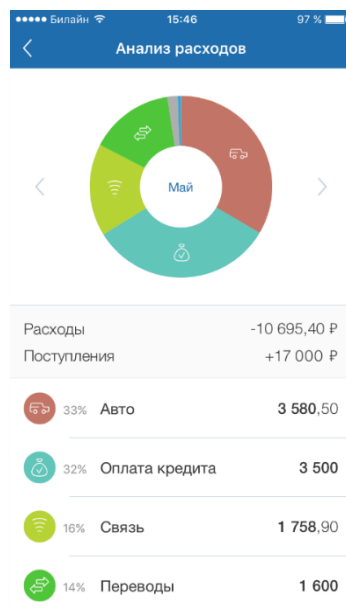 Билайн 15:46 97 %
Анализ расходов
Май
Расходы -10 695,40 ₽
Поступления +17 000 ₽
33% Авто 3 580,50
32% Оплата кредита 3 500
16% Связь 1 758,90
14% Переводы 1 600